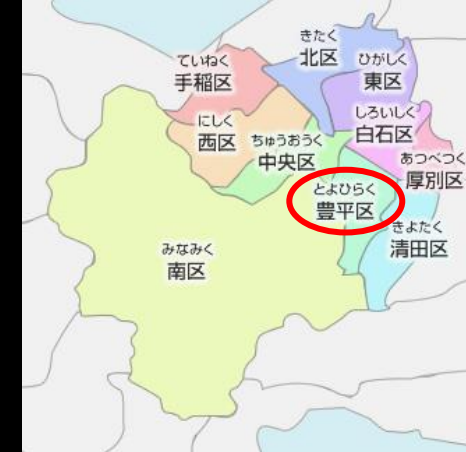 きたく
北区
ていねく
手稲区
ひがしく
東区
にしく
西区
ちゅうおうく
中央区
しろいしく
白石区
あつべつく
厚別区
とよひらく
豊平区
きよたく
清田区
みなみく
南区